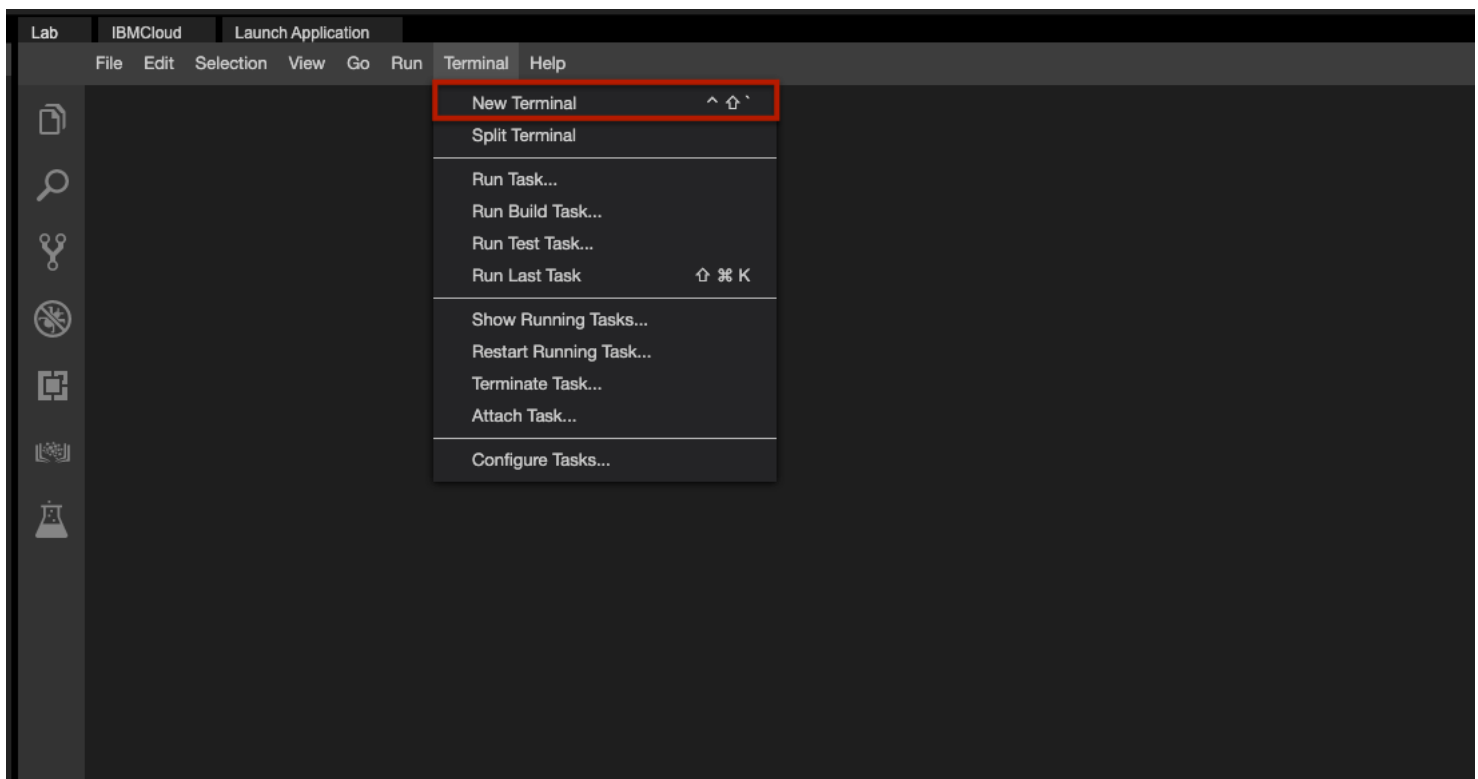 Lab IBMCloud Launch Application
File Edit Selection View Go Run Terminal Help
New Terminal ^ ⇧ `
Split Terminal
Run Task...
Run Build Task...
Run Test Task...
Run Last Task ⇧ ⌘ K
Show Running Tasks...
Restart Running Task...
Terminate Task...
Attach Task...
Configure Tasks...